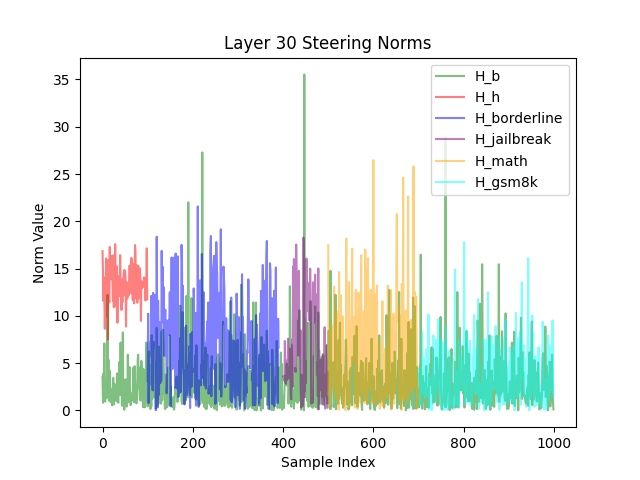 Layer 30 Steering Norms
35
30
25
20
15
10
5
0
Norm Value
H_b
H_h
H_borderline
H_jailbreak
H_math
H_gsm8k
0 200 400 600 800 1000
Sample Index